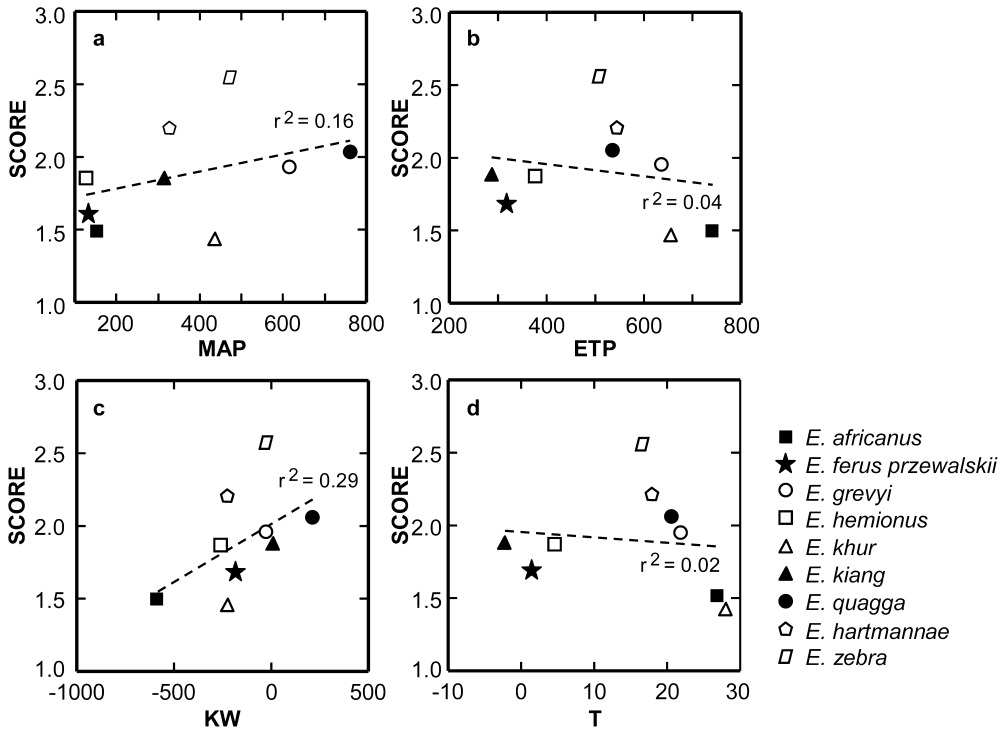 a
SCORE
3.0
2.5
2.0
1.5
1.0
r² = 0.16
200 400 600 800
MAP
b
SCORE
3.0
2.5
2.0
1.5
1.0
r² = 0.04
200 400 600 800
ETP
c
SCORE
3.0
2.5
2.0
1.5
1.0
r² = 0.29
-1000 -500 0 500
KW
d
SCORE
3.0
2.5
2.0
1.5
1.0
r² = 0.02
-10 0 10 20 30
T
E. africanus
E. ferus przewalskii
E. grevyi
E. hemionus
E. khur
E. kiang
E. quagga
E. hartmannae
E. zebra